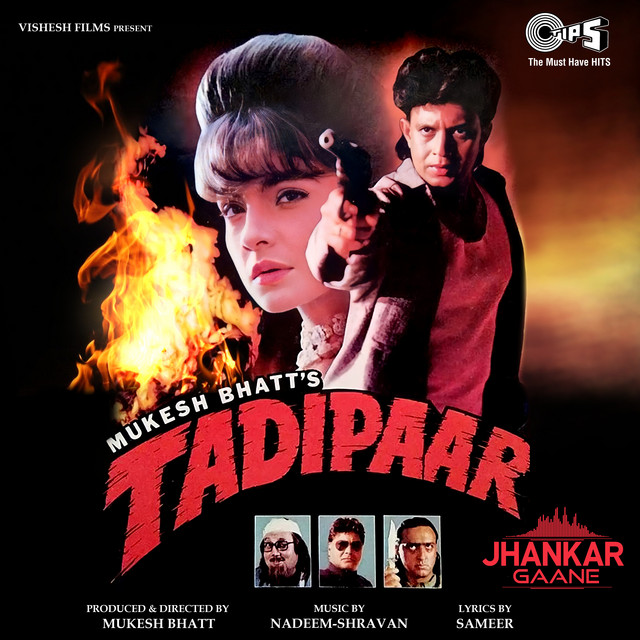 VISHESH FILMS PRESENT
TIPS
The Must Have HITS
MUKESH BHATT'S
TADIPAAR
JHANKAR
GAANE
PRODUCED & DIRECTED BY
MUKESH BHATT
MUSIC BY
NADEEM-SHRAVAN
LYRICS BY
SAMEER